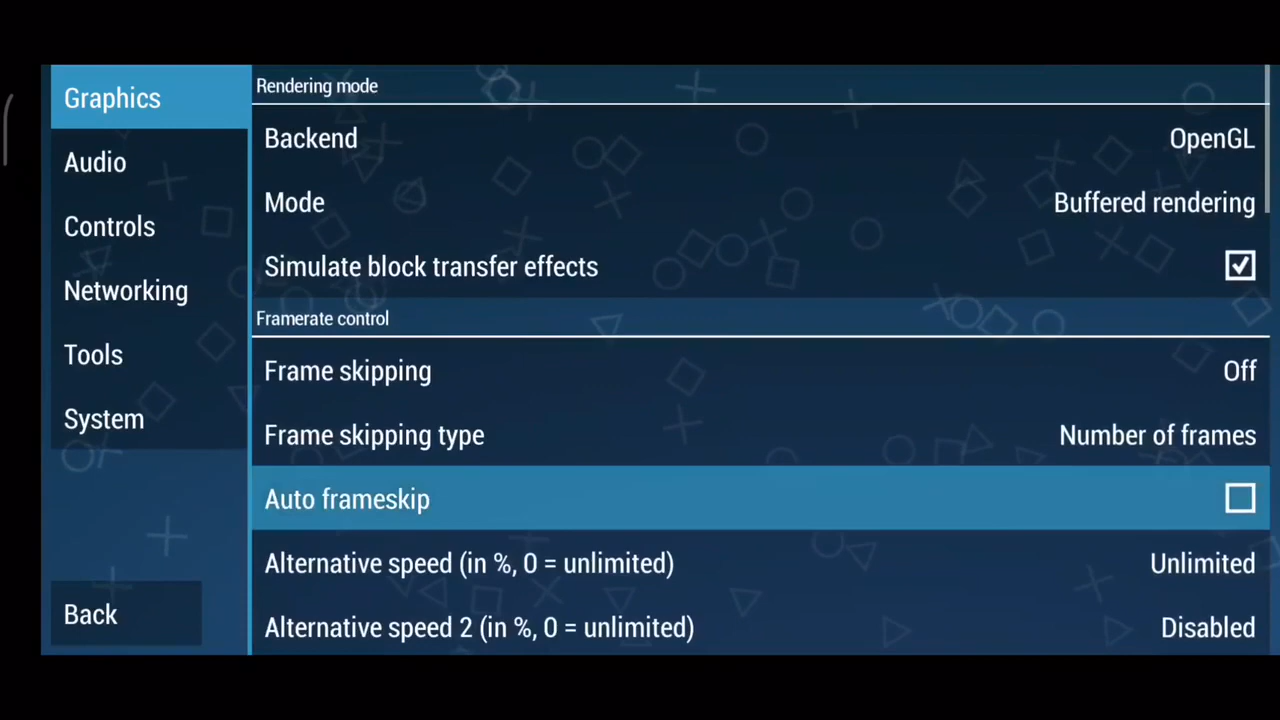 Graphics
Audio
Controls
Networking
Tools
System
Back
Rendering mode
Backend OpenGL
Mode Buffered rendering
Simulate block transfer effects
Framerate control
Frame skipping Off
Frame skipping type Number of frames
Auto frameskip
Alternative speed (in %, 0 = unlimited) Unlimited
Alternative speed 2 (in %, 0 = unlimited) Disabled